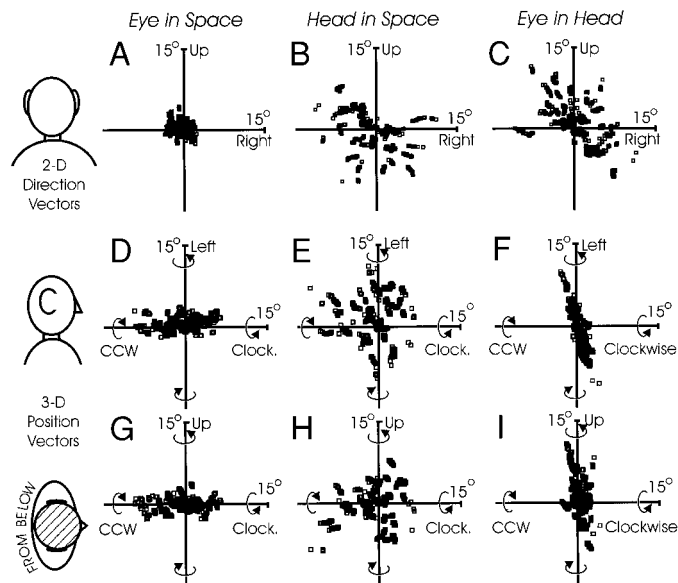 Eye in Space
Head in Space
Eye in Head
A
15° Up
15°
Right
B
15° Up
15°
Right
C
15° Up
15°
Right
2-D
Direction
Vectors
D
15° Left
15°
CCW
Clock.
E
15° Left
15°
CCW
Clock.
F
15° Left
15°
CCW
Clockwise
3-D
Position
Vectors
G
15° Up
15°
CCW
Clock.
H
15° Up
15°
CCW
Clock.
I
15° Up
15°
CCW
Clockwise
FROM BELOW